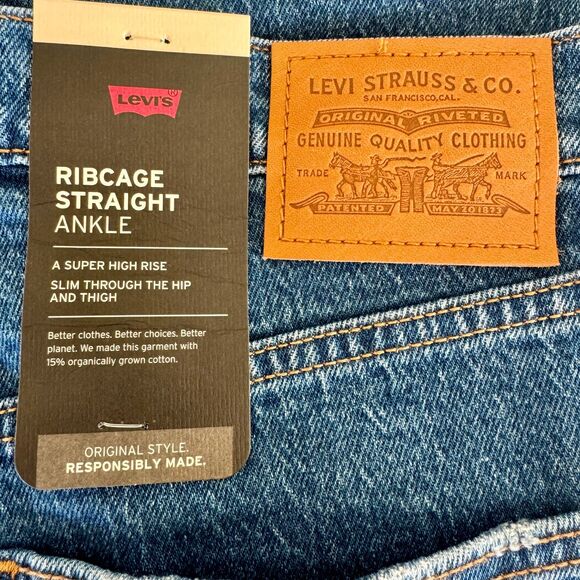 LEVI'S®
RIBCAGE
STRAIGHT
ANKLE
A SUPER HIGH RISE
SLIM THROUGH THE HIP
AND THIGH
Better clothes. Better choices. Better
planet. We made this garment with
15% organically grown cotton.
ORIGINAL STYLE.
RESPONSIBLY MADE.
LEVI STRAUSS & CO.
SAN FRANCISCO, CAL.
ORIGINAL RIVETED
GENUINE QUALITY CLOTHING
TRADE MARK
PATENTED MAY 20 1873